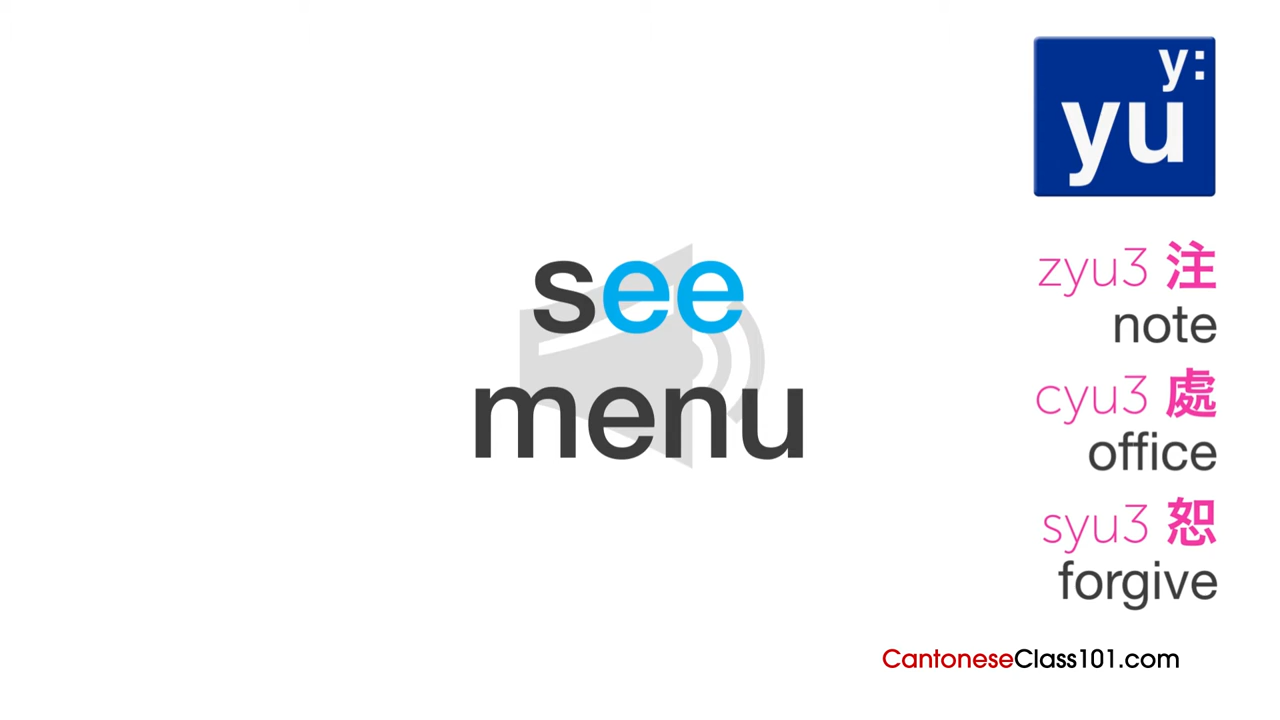 y:
yu
see
menu
zyu3 注
note
cyu3 處
office
syu3 恕
forgive
CantoneseClass101.com